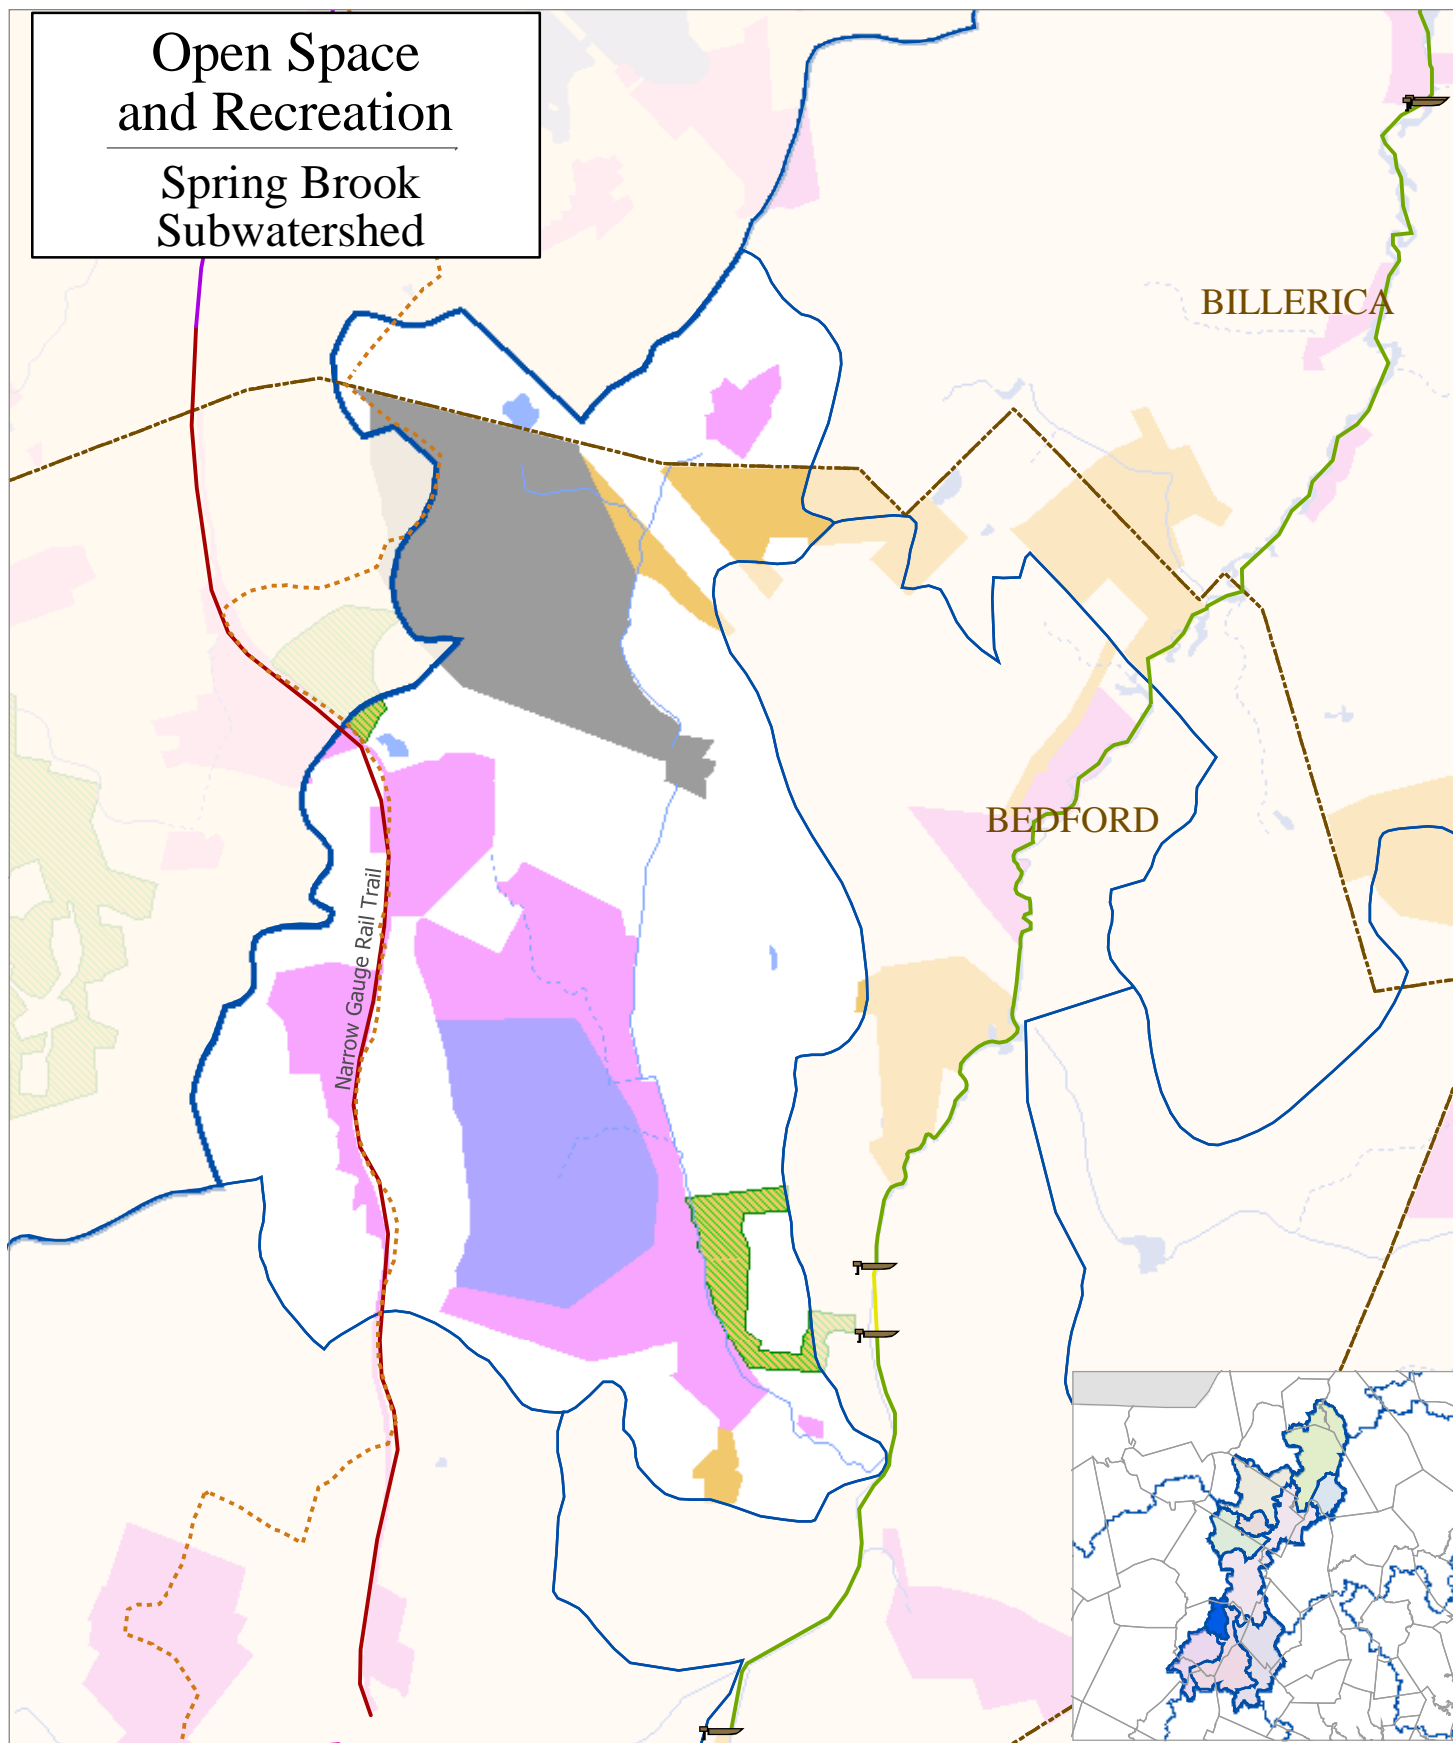 Open Space
and Recreation
Spring Brook
Subwatershed
BILLERICA
BEDFORD
Narrow Gauge Rail Trail